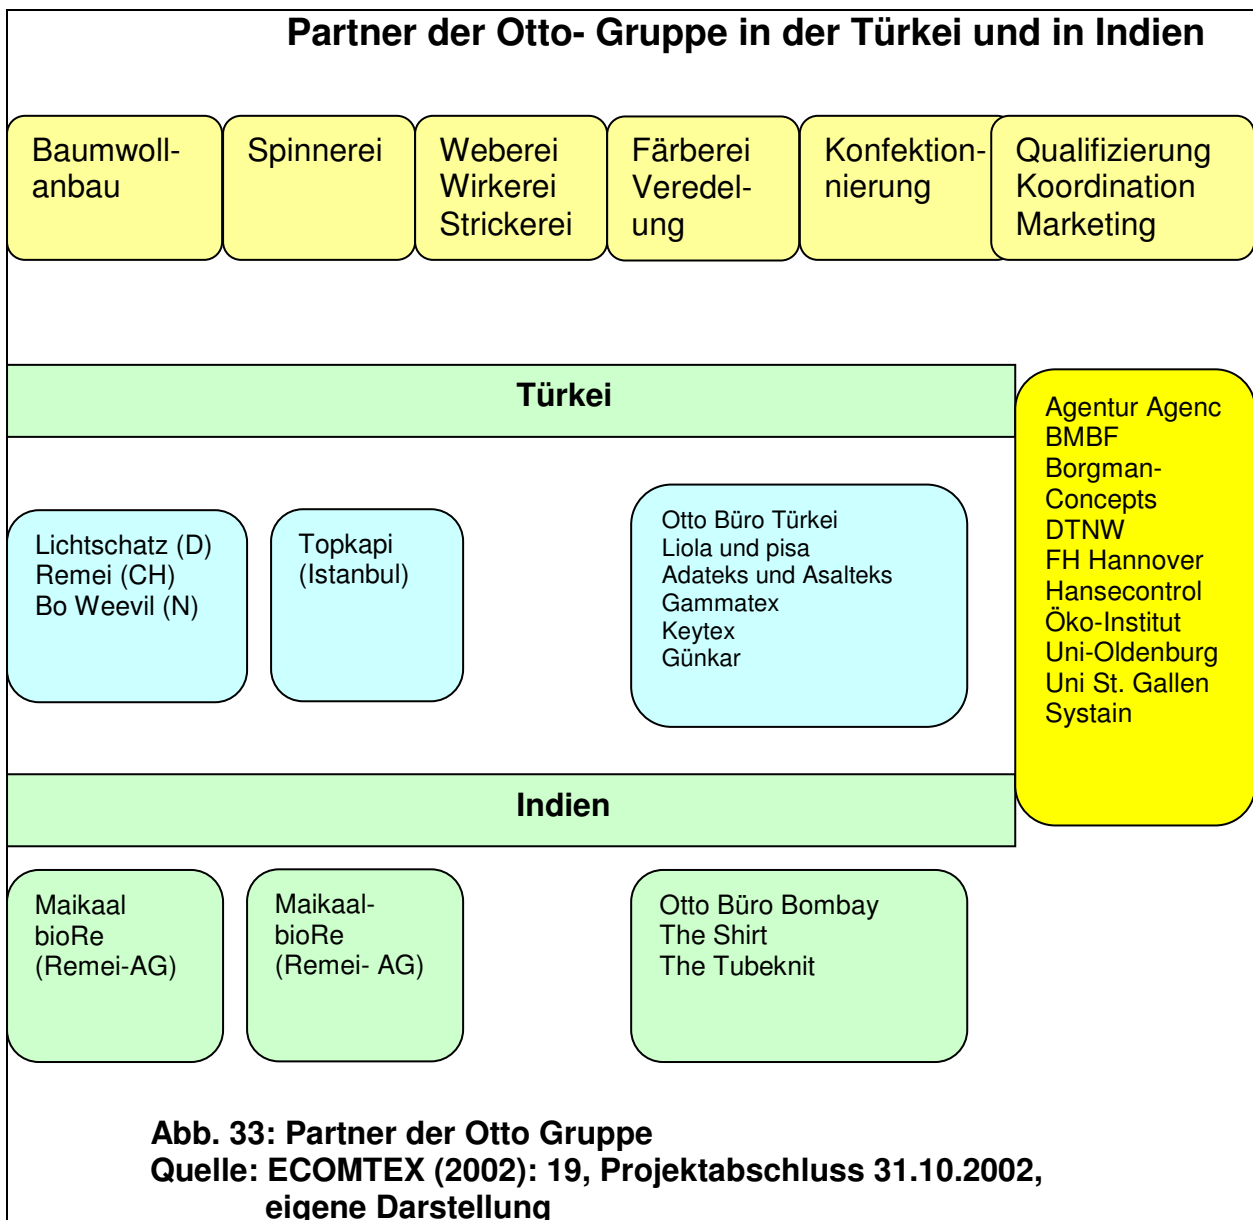 Partner der Otto- Gruppe in der Türkei und in Indien
Baumwoll-
anbau
Spinnerei
Weberei
Wirkerei
Strickerei
Färberei
Veredel-
ung
Konfektion-
nierung
Qualifizierung
Koordination
Marketing
Türkei
Lichtschatz (D)
Remei (CH)
Bo Weevil (N)
Topkapi
(Istanbul)
Otto Büro Türkei
Liola und pisa
Adateks und Asalteks
Gammatex
Keytex
Günkar
Agentur Agenc
BMBF
Borgman-
Concepts
DTNW
FH Hannover
Hansecontrol
Öko-Institut
Uni-Oldenburg
Uni St. Gallen
Systain
Indien
Maikaal
bioRe
(Remei-AG)
Maikaal-
bioRe
(Remei- AG)
Otto Büro Bombay
The Shirt
The Tubeknit
Abb. 33: Partner der Otto Gruppe
Quelle: ECOMTEX (2002): 19, Projektabschluss 31.10.2002,
eigene Darstellung